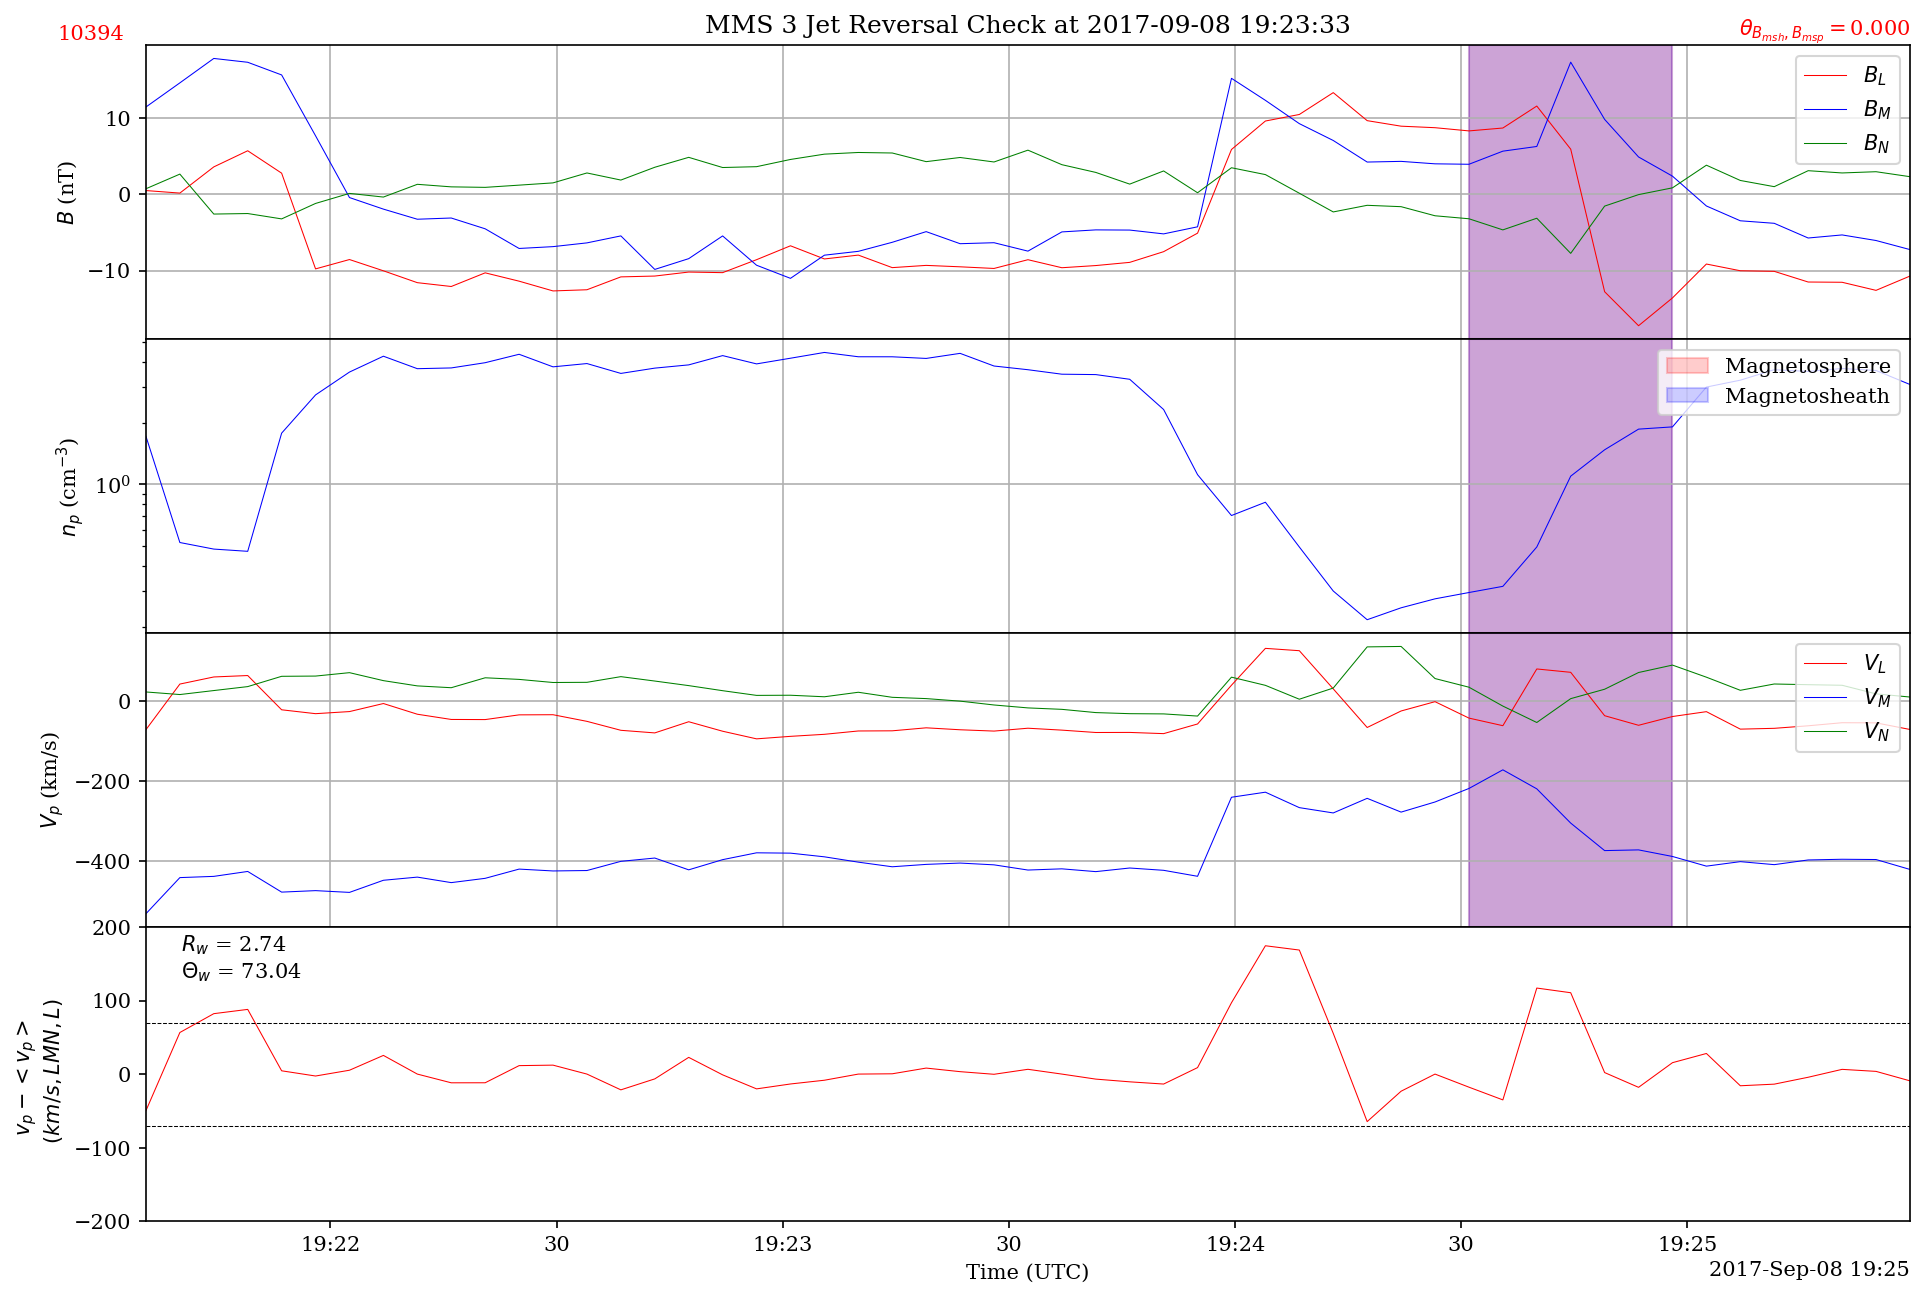 10394
MMS 3 Jet Reversal Check at 2017-09-08 19:23:33
θ_{B_{msh}, B_{msp}} = 0.000
10
0
−10
B (nT)
B_L
B_M
B_N
10^0
n_p (cm^{−3})
Magnetosphere
Magnetosheath
0
−200
−400
V_p (km/s)
V_L
V_M
V_N
200
100
0
−100
−200
v_p − < v_p >
(km/s, LMN, L)
R_w = 2.74
Θ_w = 73.04
19:22
30
19:23
30
19:24
30
19:25
Time (UTC)
2017-Sep-08 19:25